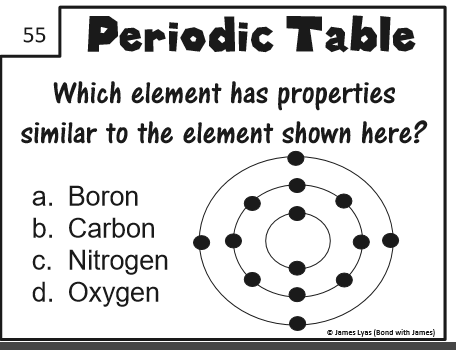 55
Periodic Table
Which element has properties
similar to the element shown here?
a. Boron
b. Carbon
c. Nitrogen
d. Oxygen
© James Lyas (Bond with James)